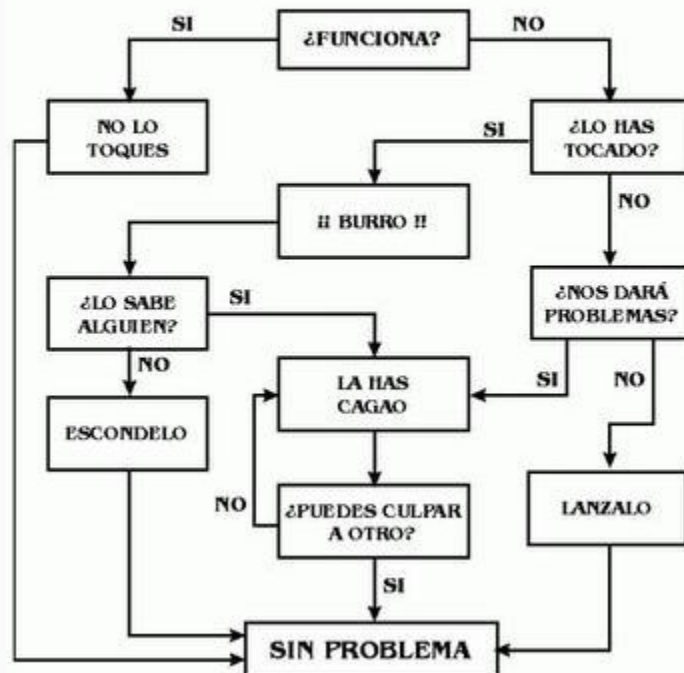 SI
¿FUNCIONA?
NO
NO LO
TOQUES
SI
¿LO HAS
TOCADO?
¡¡ BURRO !!
NO
¿LO SABE
ALGUIEN?
SI
¿NOS DARÁ
PROBLEMAS?
NO
LA HAS
CAGAO
SI
NO
ESCONDELO
NO
¿PUEDES CULPAR
A OTRO?
LANZALO
SI
SIN PROBLEMA